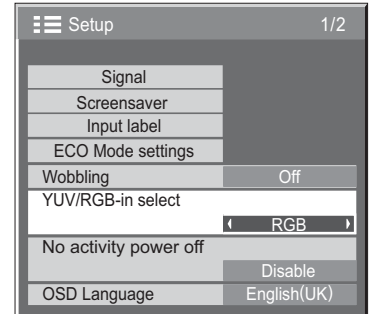 Setup 1/2
Signal
Screensaver
Input label
ECO Mode settings
Wobbling Off
YUV/RGB-in select
RGB
No activity power off
Disable
OSD Language English(UK)